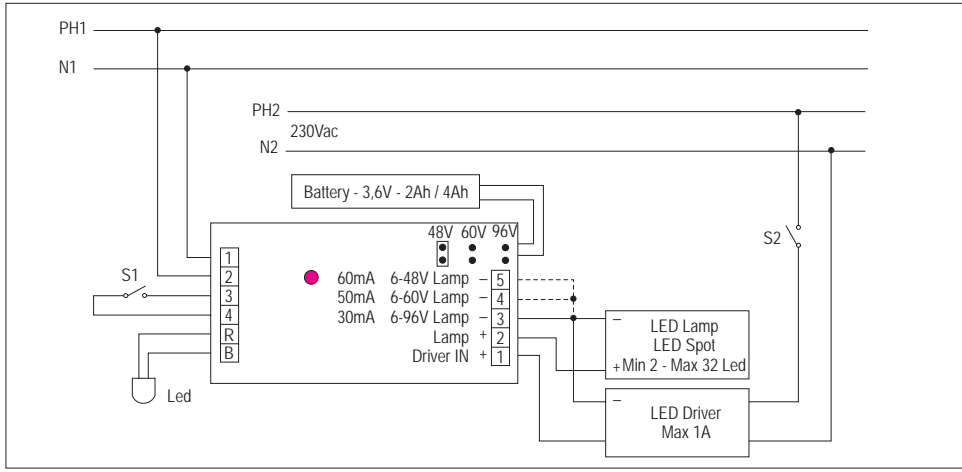 PH1
N1
PH2
230Vac
N2
Battery - 3,6V - 2Ah / 4Ah
48V 60V 96V
1
2
3
4
R
B
S1
Led
60mA 6-48V Lamp – 5
50mA 6-60V Lamp – 4
30mA 6-96V Lamp – 3
Lamp + 2
Driver IN + 1
S2
–
LED Lamp
LED Spot
+ Min 2 - Max 32 Led
–
LED Driver
Max 1A